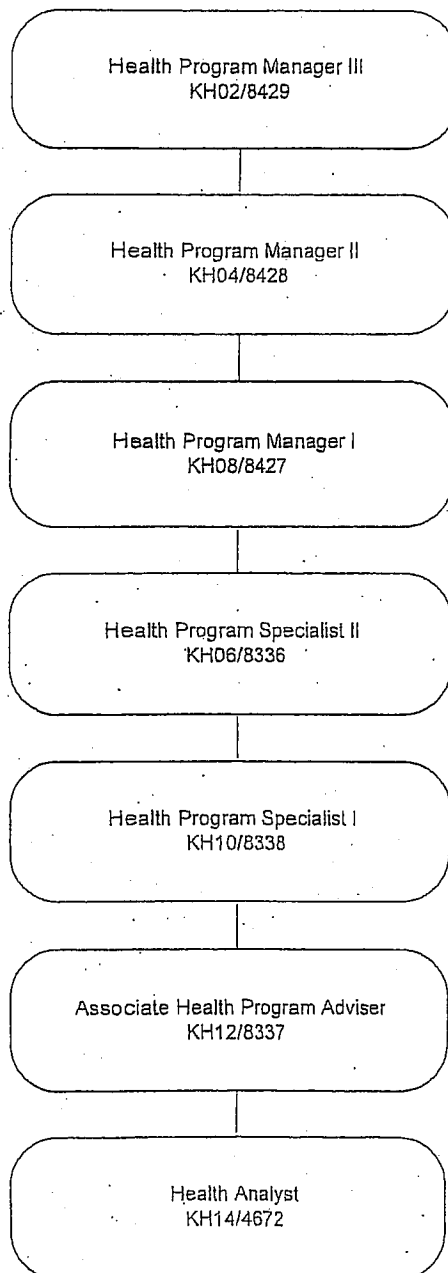 Health Program Manager III
KH02/8429
Health Program Manager II
KH04/8428
Health Program Manager I
KH08/8427
Health Program Specialist II
KH06/8336
Health Program Specialist I
KH10/8338
Associate Health Program Adviser
KH12/8337
Health Analyst
KH14/4672